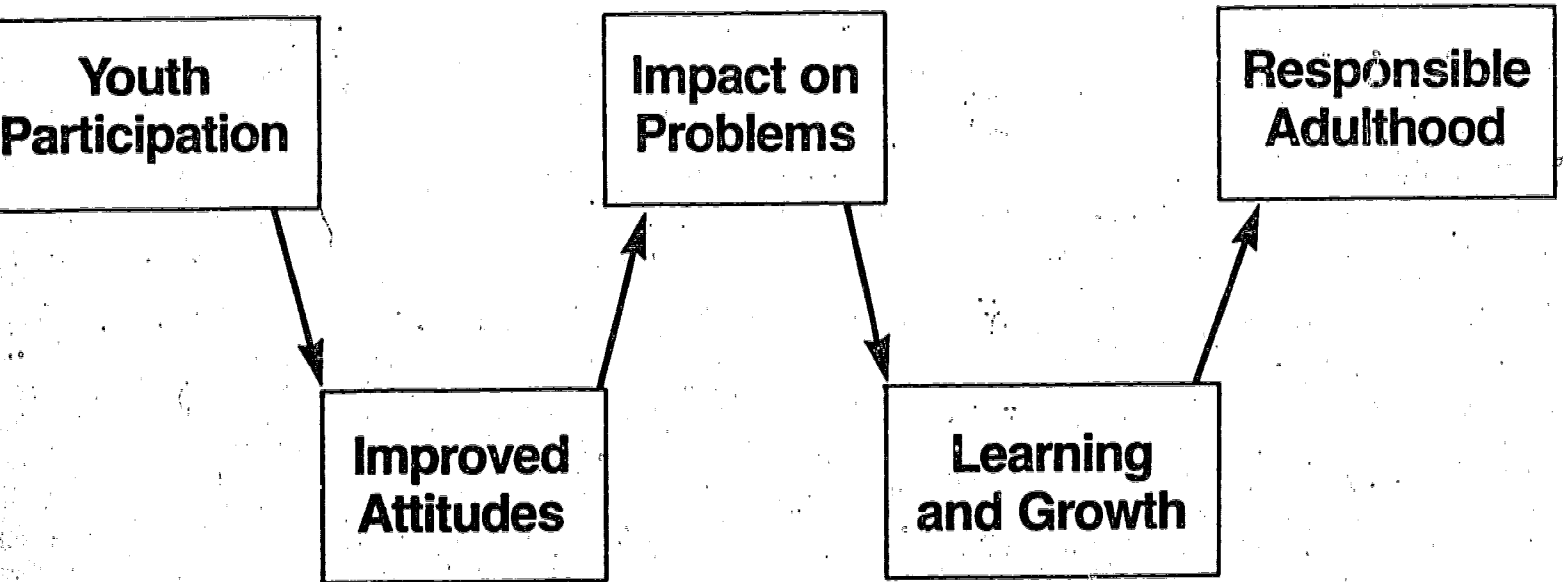 Youth
Participation
Improved
Attitudes
Impact on
Problems
Learning
and Growth
Responsible
Adulthood